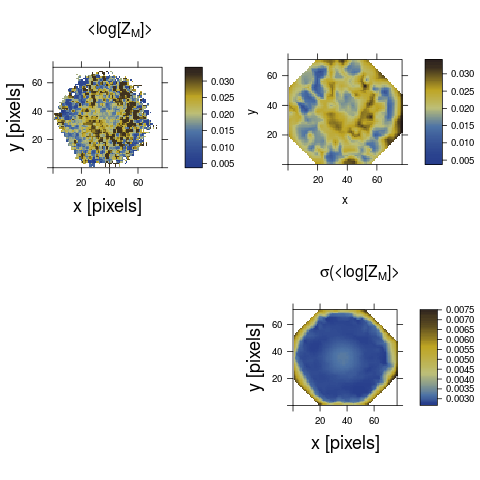 <log[Z_M]>
60
40
20
20 40 60
y [pixels]
x [pixels]
0.030
0.025
0.020
0.015
0.010
0.005
60
40
20
20 40 60
y
x
0.030
0.025
0.020
0.015
0.010
0.005
σ(<log[Z_M]>
60
40
20
20 40 60
y [pixels]
x [pixels]
0.0075
0.0070
0.0065
0.0060
0.0055
0.0050
0.0045
0.0040
0.0035
0.0030